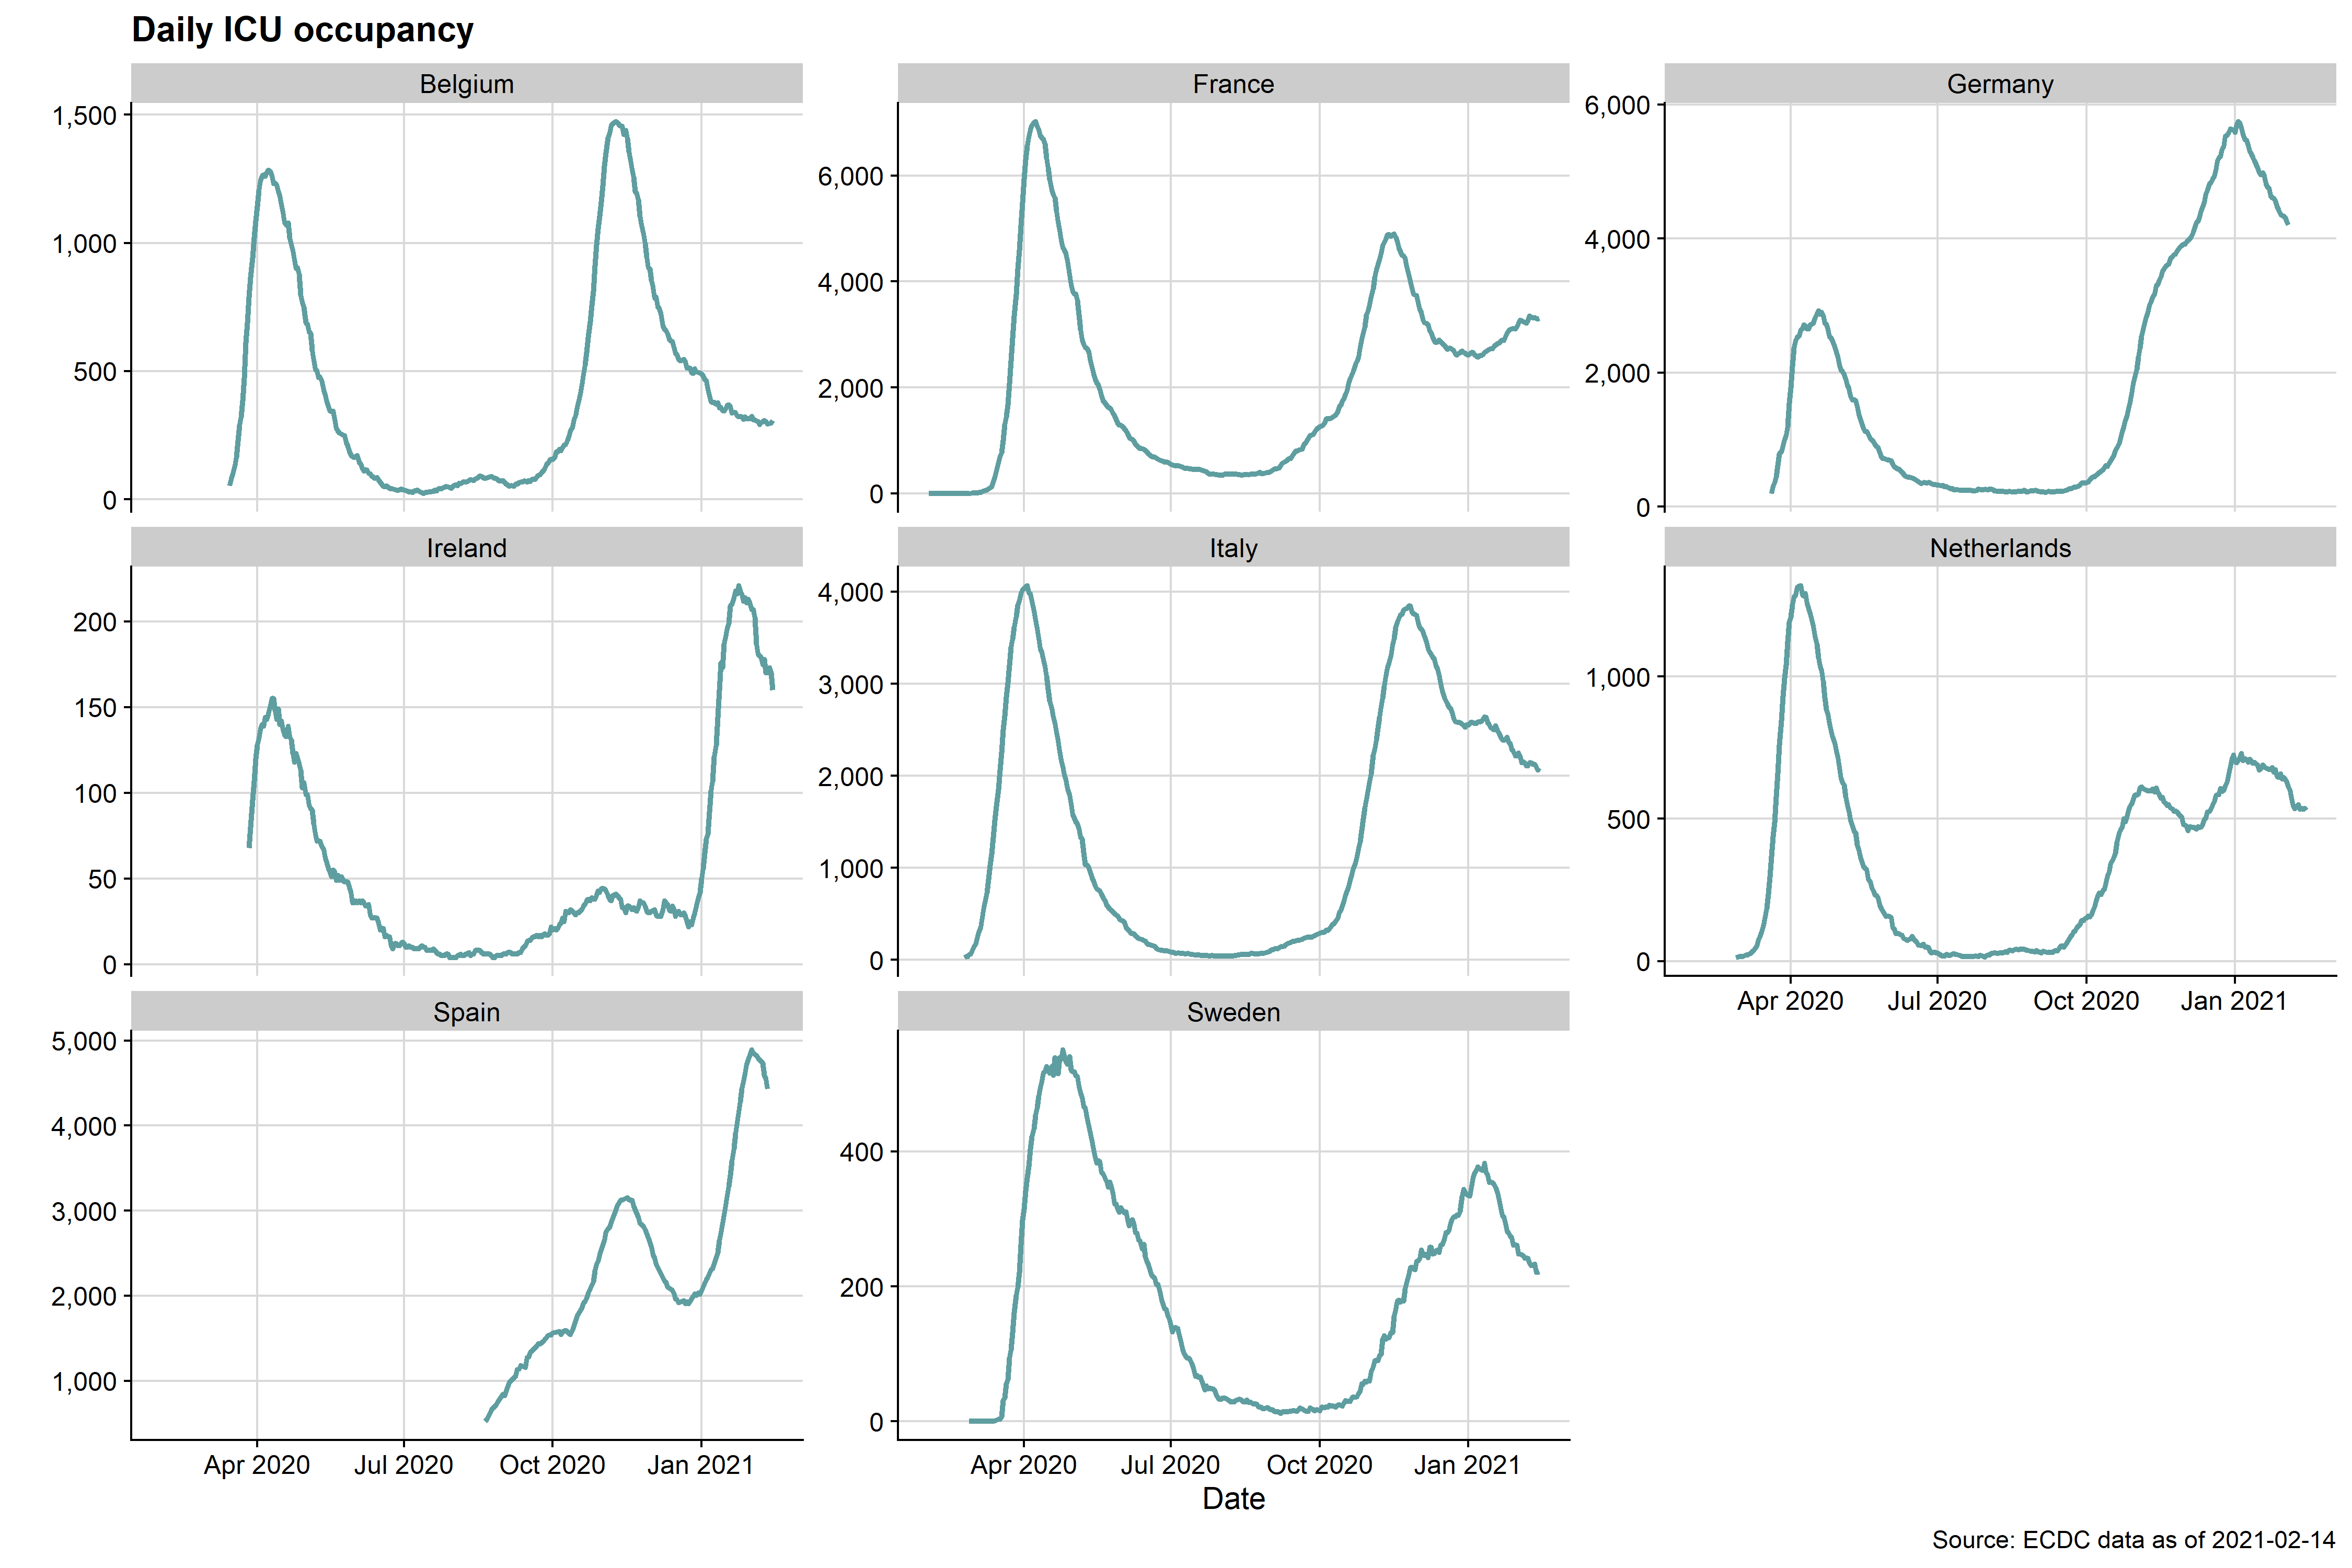 Daily ICU occupancy
Belgium
1,500
1,000
500
0
France
6,000
4,000
2,000
0
Germany
6,000
4,000
2,000
0
Ireland
200
150
100
50
0
Italy
4,000
3,000
2,000
1,000
0
Netherlands
1,000
500
0
Apr 2020 Jul 2020 Oct 2020 Jan 2021
Spain
5,000
4,000
3,000
2,000
1,000
Apr 2020 Jul 2020 Oct 2020 Jan 2021
Sweden
400
200
0
Apr 2020 Jul 2020 Oct 2020 Jan 2021
Date
Source: ECDC data as of 2021-02-14